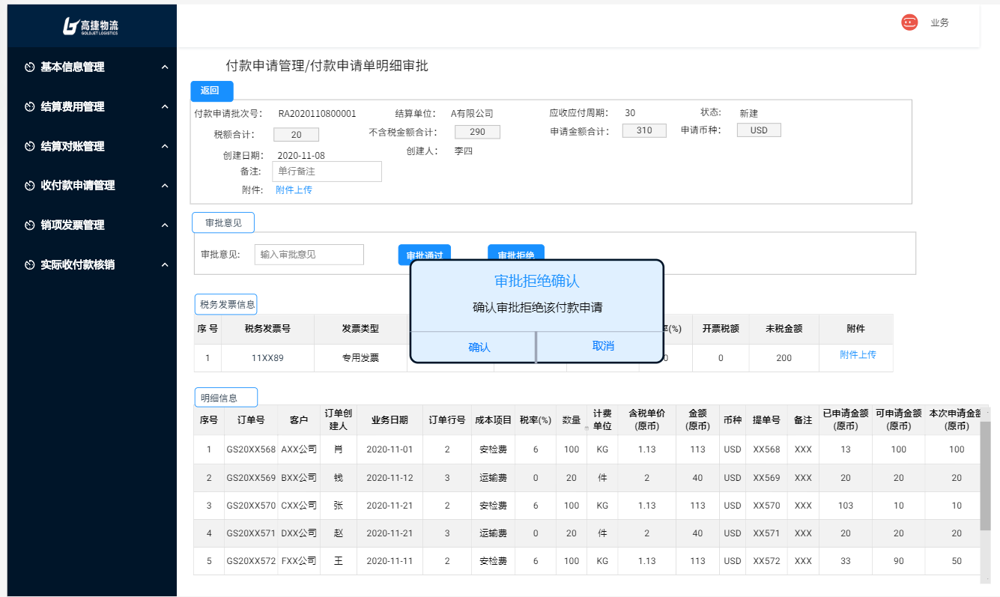 高捷物流
GOLDJET LOGISTICS
业务
基本信息管理
结算费用管理
结算对账管理
收付款申请管理
销项发票管理
实际收付款核销
付款申请管理/付款申请单明细审批
返回
付款申请批次号： RA2020110800001 结算单位： A有限公司 应收应付周期： 30 状态: 新建
税额合计： 20 不含税金额合计： 290 申请金额合计： 310 申请币种： USD
创建日期： 2020-11-08 创建人： 李四
备注: 单行备注
附件: 附件上传
审批意见
审批意见: 输入审批意见 审批通过 审批拒绝
审批拒绝确认
确认审批拒绝该付款申请
确认 取消
税务发票信息
序号 税务发票号 发票类型 (%) 开票税额 未税金额 附件
1 11XX89 专用发票 0 0 200 附件上传
明细信息
序号 订单号 客户 订单创建人 业务日期 订单行号 成本项目 税率(%) 数量 计费单位 含税单价(原币) 金额(原币) 币种 提单号 备注 已申请金额(原币) 可申请金额(原币) 本次申请金额(原币)
1 GS20XX568 AXX公司 肖 2020-11-01 2 安检费 6 100 KG 1.13 113 USD XX568 XXX 13 100 100
2 GS20XX569 BXX公司 钱 2020-11-12 3 运输费 0 20 件 2 40 USD XX569 XXX 20 20 20
3 GS20XX570 CXX公司 张 2020-11-21 2 安检费 6 100 KG 1.13 113 USD XX570 XXX 103 10 10
4 GS20XX571 DXX公司 赵 2020-11-21 3 运输费 0 20 件 2 40 USD XX571 XXX 20 20 20
5 GS20XX572 FXX公司 王 2020-11-11 2 安检费 6 100 KG 1.13 113 USD XX572 XXX 33 90 50